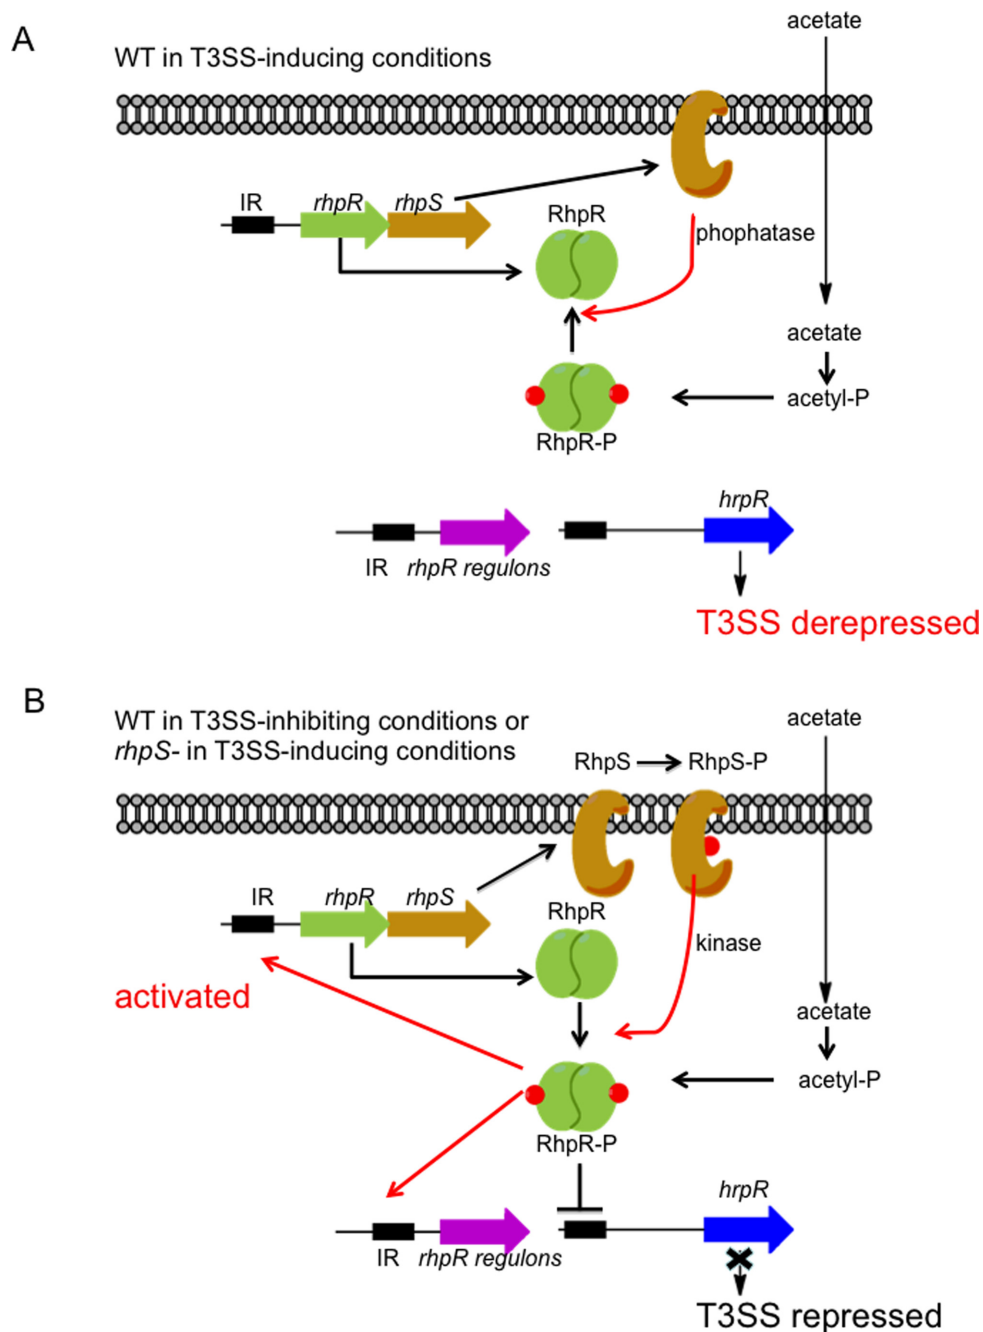 A
acetate
WT in T3SS-inducing conditions
IR
rhpR
rhpS
RhpR
phophatase
acetate
acetyl-P
RhpR-P
hrpR
IR
rhpR regulons
T3SS derepressed
B
WT in T3SS-inhibiting conditions or
rhpS- in T3SS-inducing conditions
acetate
RhpS
RhpS-P
IR
rhpR
rhpS
RhpR
kinase
activated
acetate
acetyl-P
RhpR-P
hrpR
IR
rhpR regulons
T3SS repressed